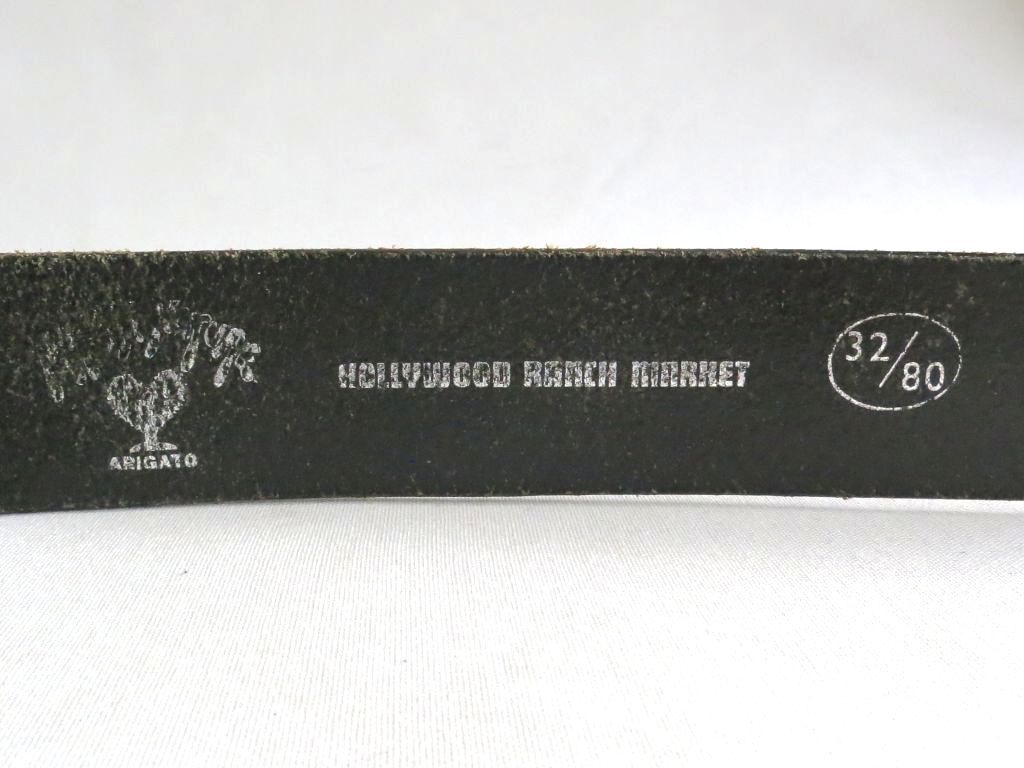 ARIGATO
HOLLYWOOD RANCH MARKET
32/80